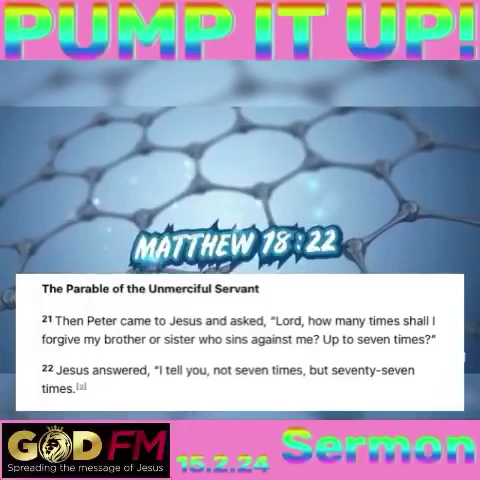 PUMP IT UP!
MATTHEW 18:22
The Parable of the Unmerciful Servant
21 Then Peter came to Jesus and asked, “Lord, how many times shall I
forgive my brother or sister who sins against me? Up to seven times?”
22 Jesus answered, “I tell you, not seven times, but seventy-seven
times.[g]
GOD FM
Spreading the message of Jesus
15.2.24
Sermon